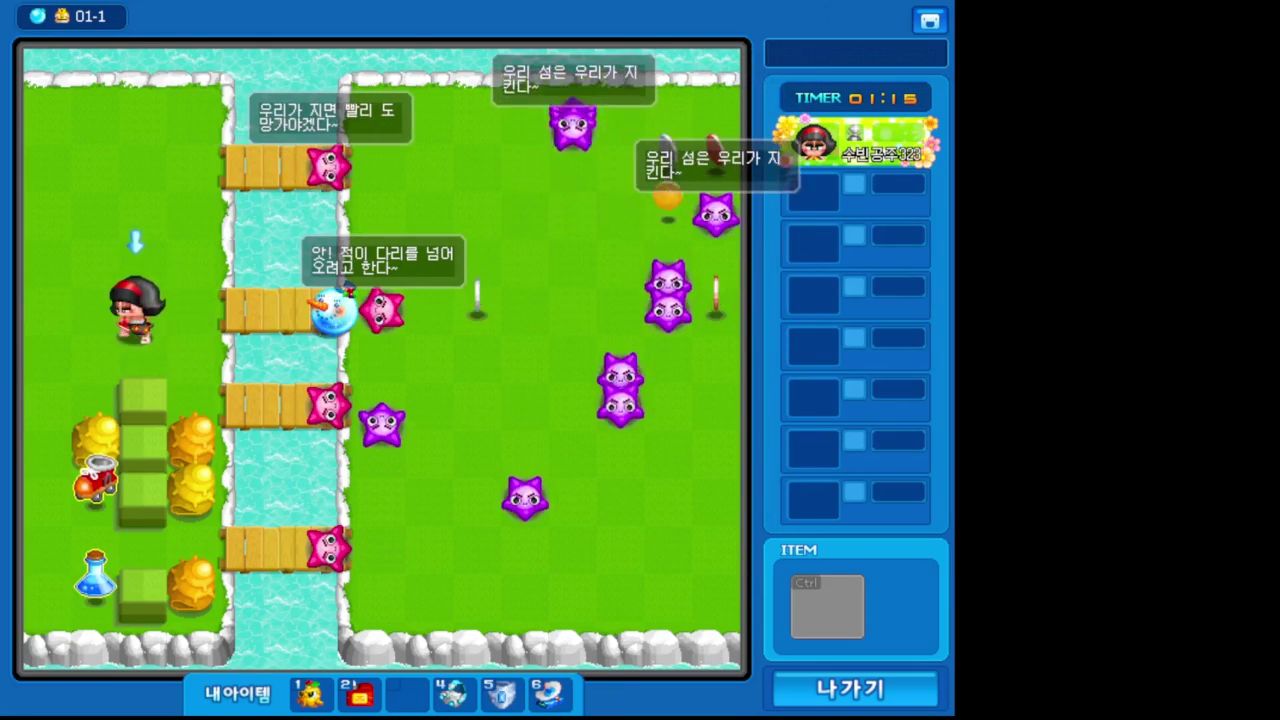 01-1
우리 섬은 우리가 지
킨다~
우리가 지면 빨리 도
망가야겠다~
우리 섬은 우리가 지
킨다~
앗! 적이 다리를 넘어
오려고 한다~
TIMER 01:15
수빈공주323
ITEM
Ctrl
내아이템
1
2
4
5
6
나가기